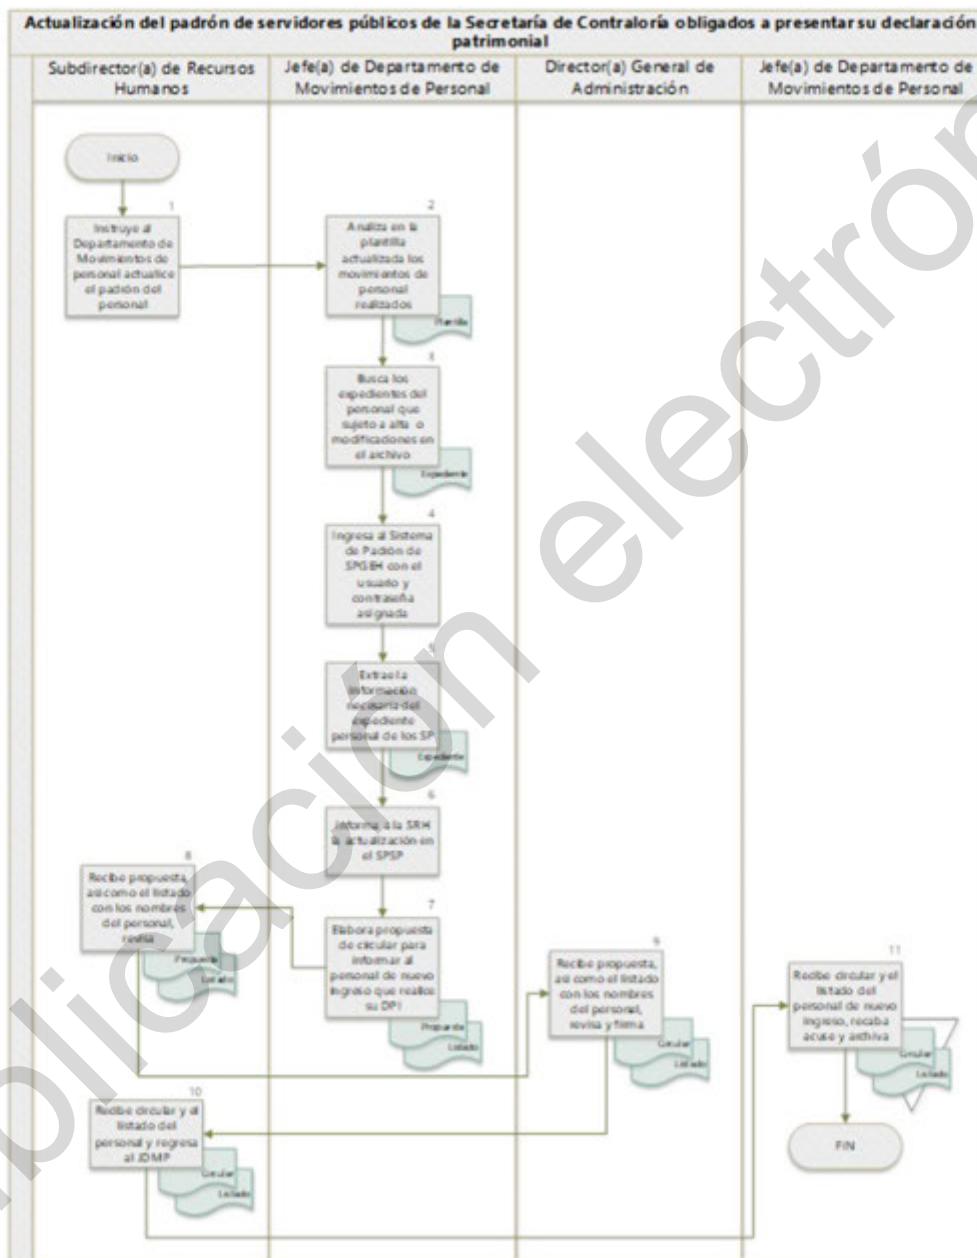 Actualización del padrón de servidores públicos de la Secretaría de Contraloría obligados a presentar su declaración
patrimonial
Subdirector(a) de Recursos
Humanos
Jefe(a) de Departamento de
Movimientos de Personal
Director(a) General de
Administración
Jefe(a) de Departamento de
Movimientos de Personal
Inicio
1
Instruye al
Departamento de
Movimientos de
personal actualice
el padrón del
personal
2
Analiza en la
plantilla
actualizada los
movimientos de
personal
realizados
Plantilla
3
Busca los
expedientes del
personal que
sujeto a alta o
modificaciones en
el archivo
Expediente
4
Ingresa al Sistema
de Padrón de
SPGEH con el
usuario y
contraseña
asignada
5
Extrae la
información
necesaria del
expediente
personal de los SP
Expediente
6
Informa a la SRH
la actualización en
el SPSP
7
Elabora propuesta
de circular para
informar al
personal de nuevo
ingreso que realice
su DPI
Propuesta
Listado
8
Recibe propuesta,
así como el listado
con los nombres
del personal,
revisa
Propuesta
Listado
9
Recibe propuesta,
así como el listado
con los nombres
del personal,
revisa y firma
Circular
Listado
10
Recibe circular y el
listado del
personal y regresa
al JDMP
Circular
Listado
11
Recibe circular y el
listado del
personal de nuevo
ingreso, recaba
acuse y archiva
Circular
Listado
FIN
plicación electrón